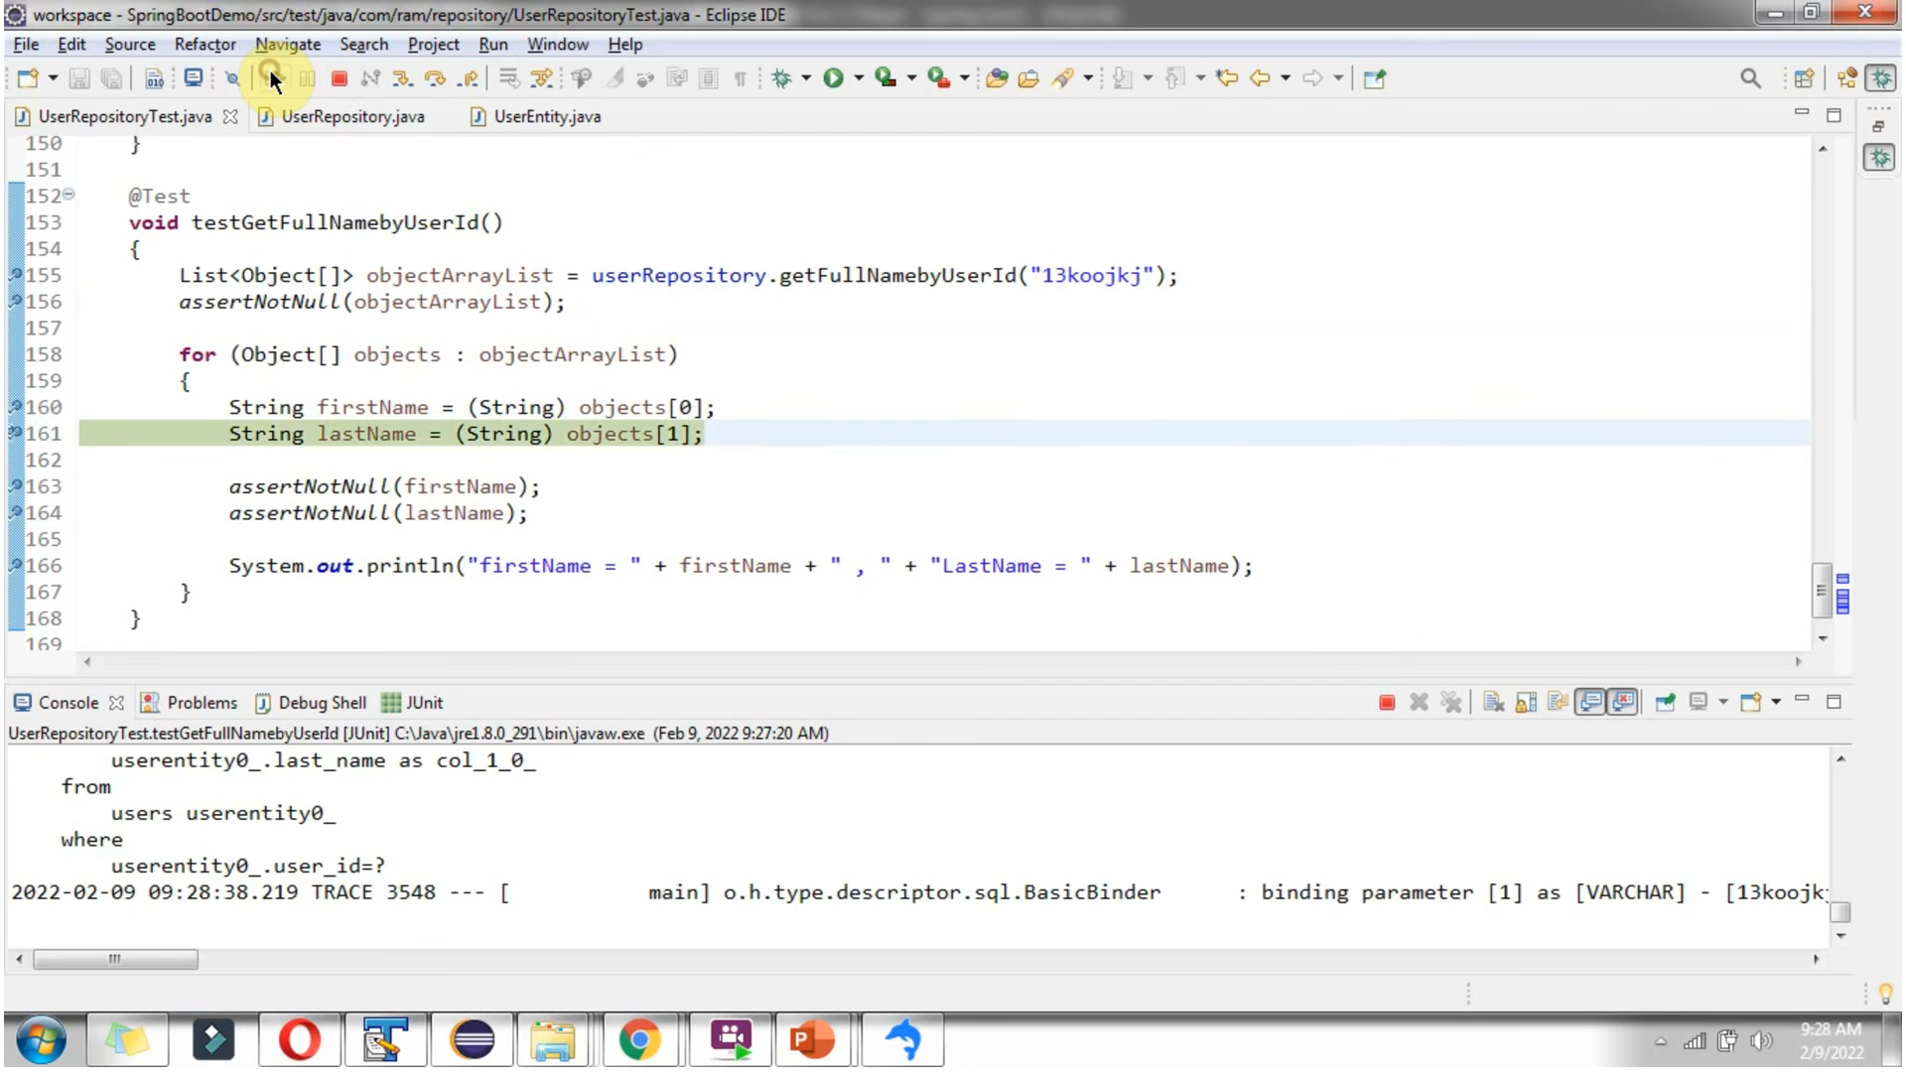 workspace - SpringBootDemo/src/test/java/com/ram/repository/UserRepositoryTest.java - Eclipse IDE
File Edit Source Refactor Navigate Search Project Run Window Help
UserRepositoryTest.java UserRepository.java UserEntity.java
150 }
151
152 @Test
153 void testGetFullNamebyUserId()
154 {
155 List<Object[]> objectArrayList = userRepository.getFullNamebyUserId("13koojkj");
156 assertNotNull(objectArrayList);
157
158 for (Object[] objects : objectArrayList)
159 {
160 String firstName = (String) objects[0];
161 String lastName = (String) objects[1];
162
163 assertNotNull(firstName);
164 assertNotNull(lastName);
165
166 System.out.println("firstName = " + firstName + " , " + "LastName = " + lastName);
167 }
168 }
169
Console Problems Debug Shell JUnit
UserRepositoryTest.testGetFullNamebyUserId [JUnit] C:\Java\jre1.8.0_291\bin\javaw.exe (Feb 9, 2022 9:27:20 AM)
userentity0_.last_name as col_1_0_
from
users userentity0_
where
userentity0_.user_id=?
2022-02-09 09:28:38.219 TRACE 3548 --- [ main] o.h.type.descriptor.sql.BasicBinder : binding parameter [1] as [VARCHAR] - [13koojk
9:28 AM
2/9/2022